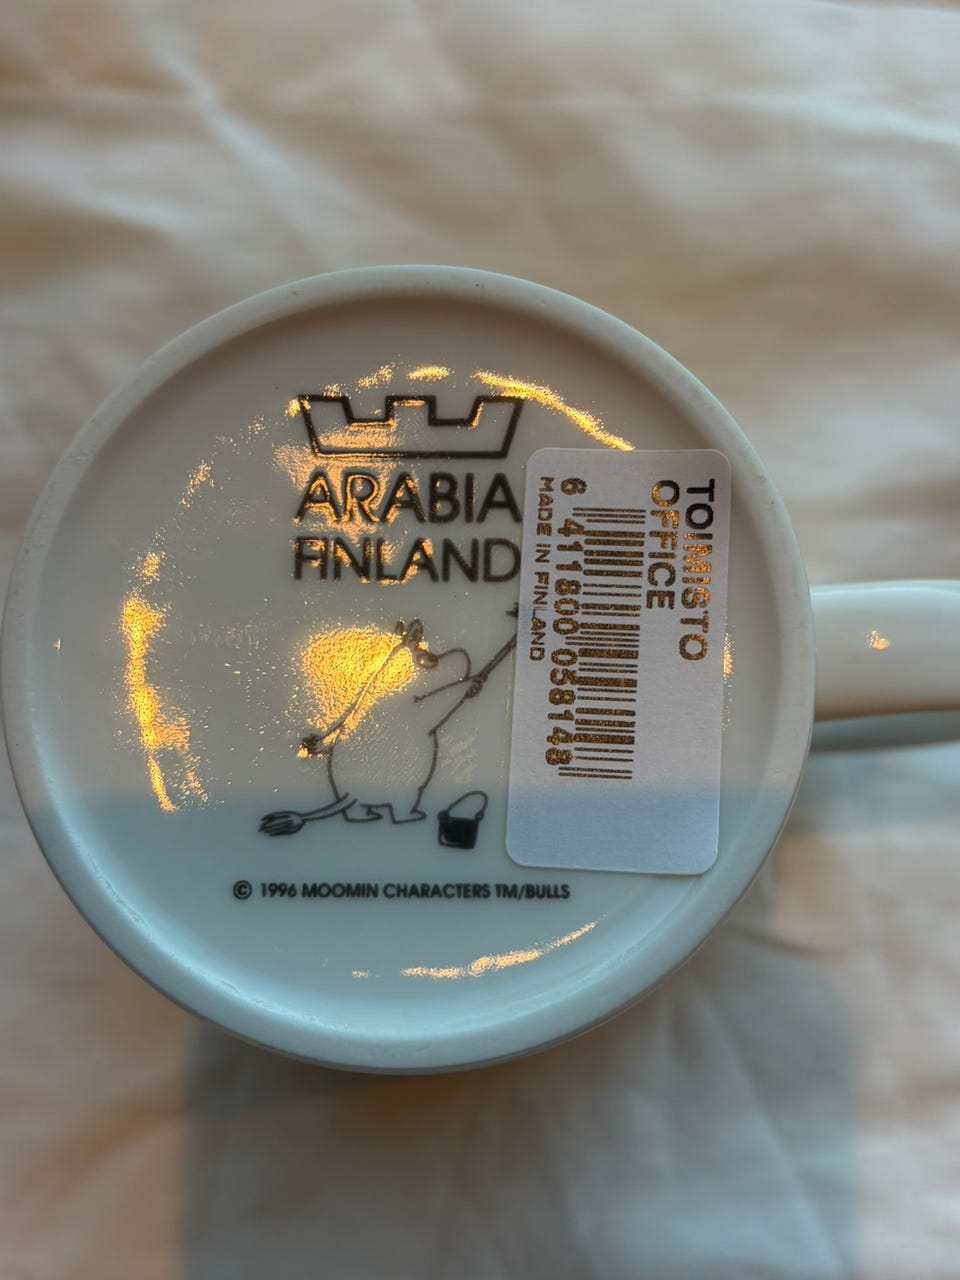 ARABIA
FINLAND
© 1996 MOOMIN CHARACTERS TM/BULLS
TOIMISTO
OFFICE
6 411800 058148
MADE IN FINLAND